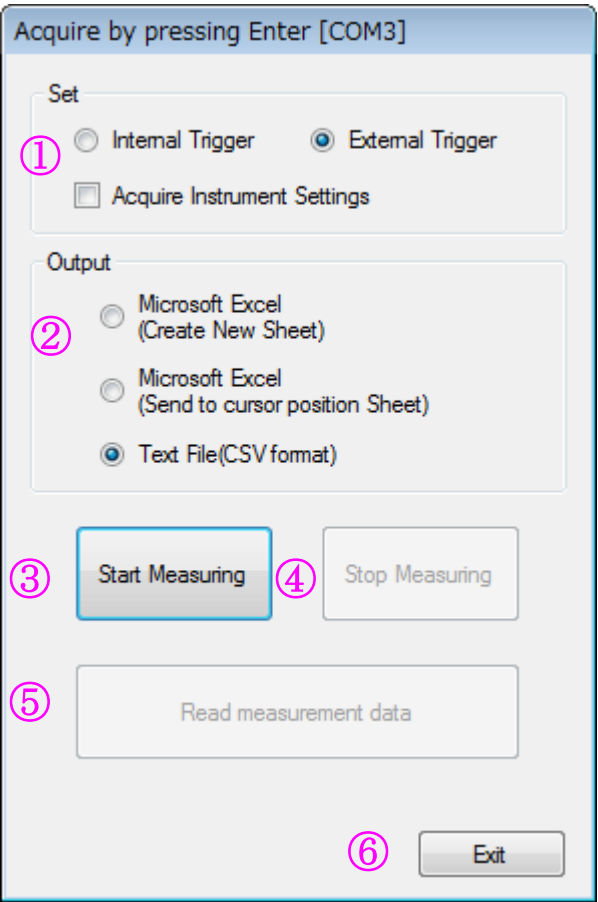 Acquire by pressing Enter [COM3]
Set
① Internal Trigger External Trigger
Acquire Instrument Settings
Output
② Microsoft Excel
(Create New Sheet)
Microsoft Excel
(Send to cursor position Sheet)
Text File(CSV format)
③ Start Measuring ④ Stop Measuring
⑤ Read measurement data
⑥ Exit